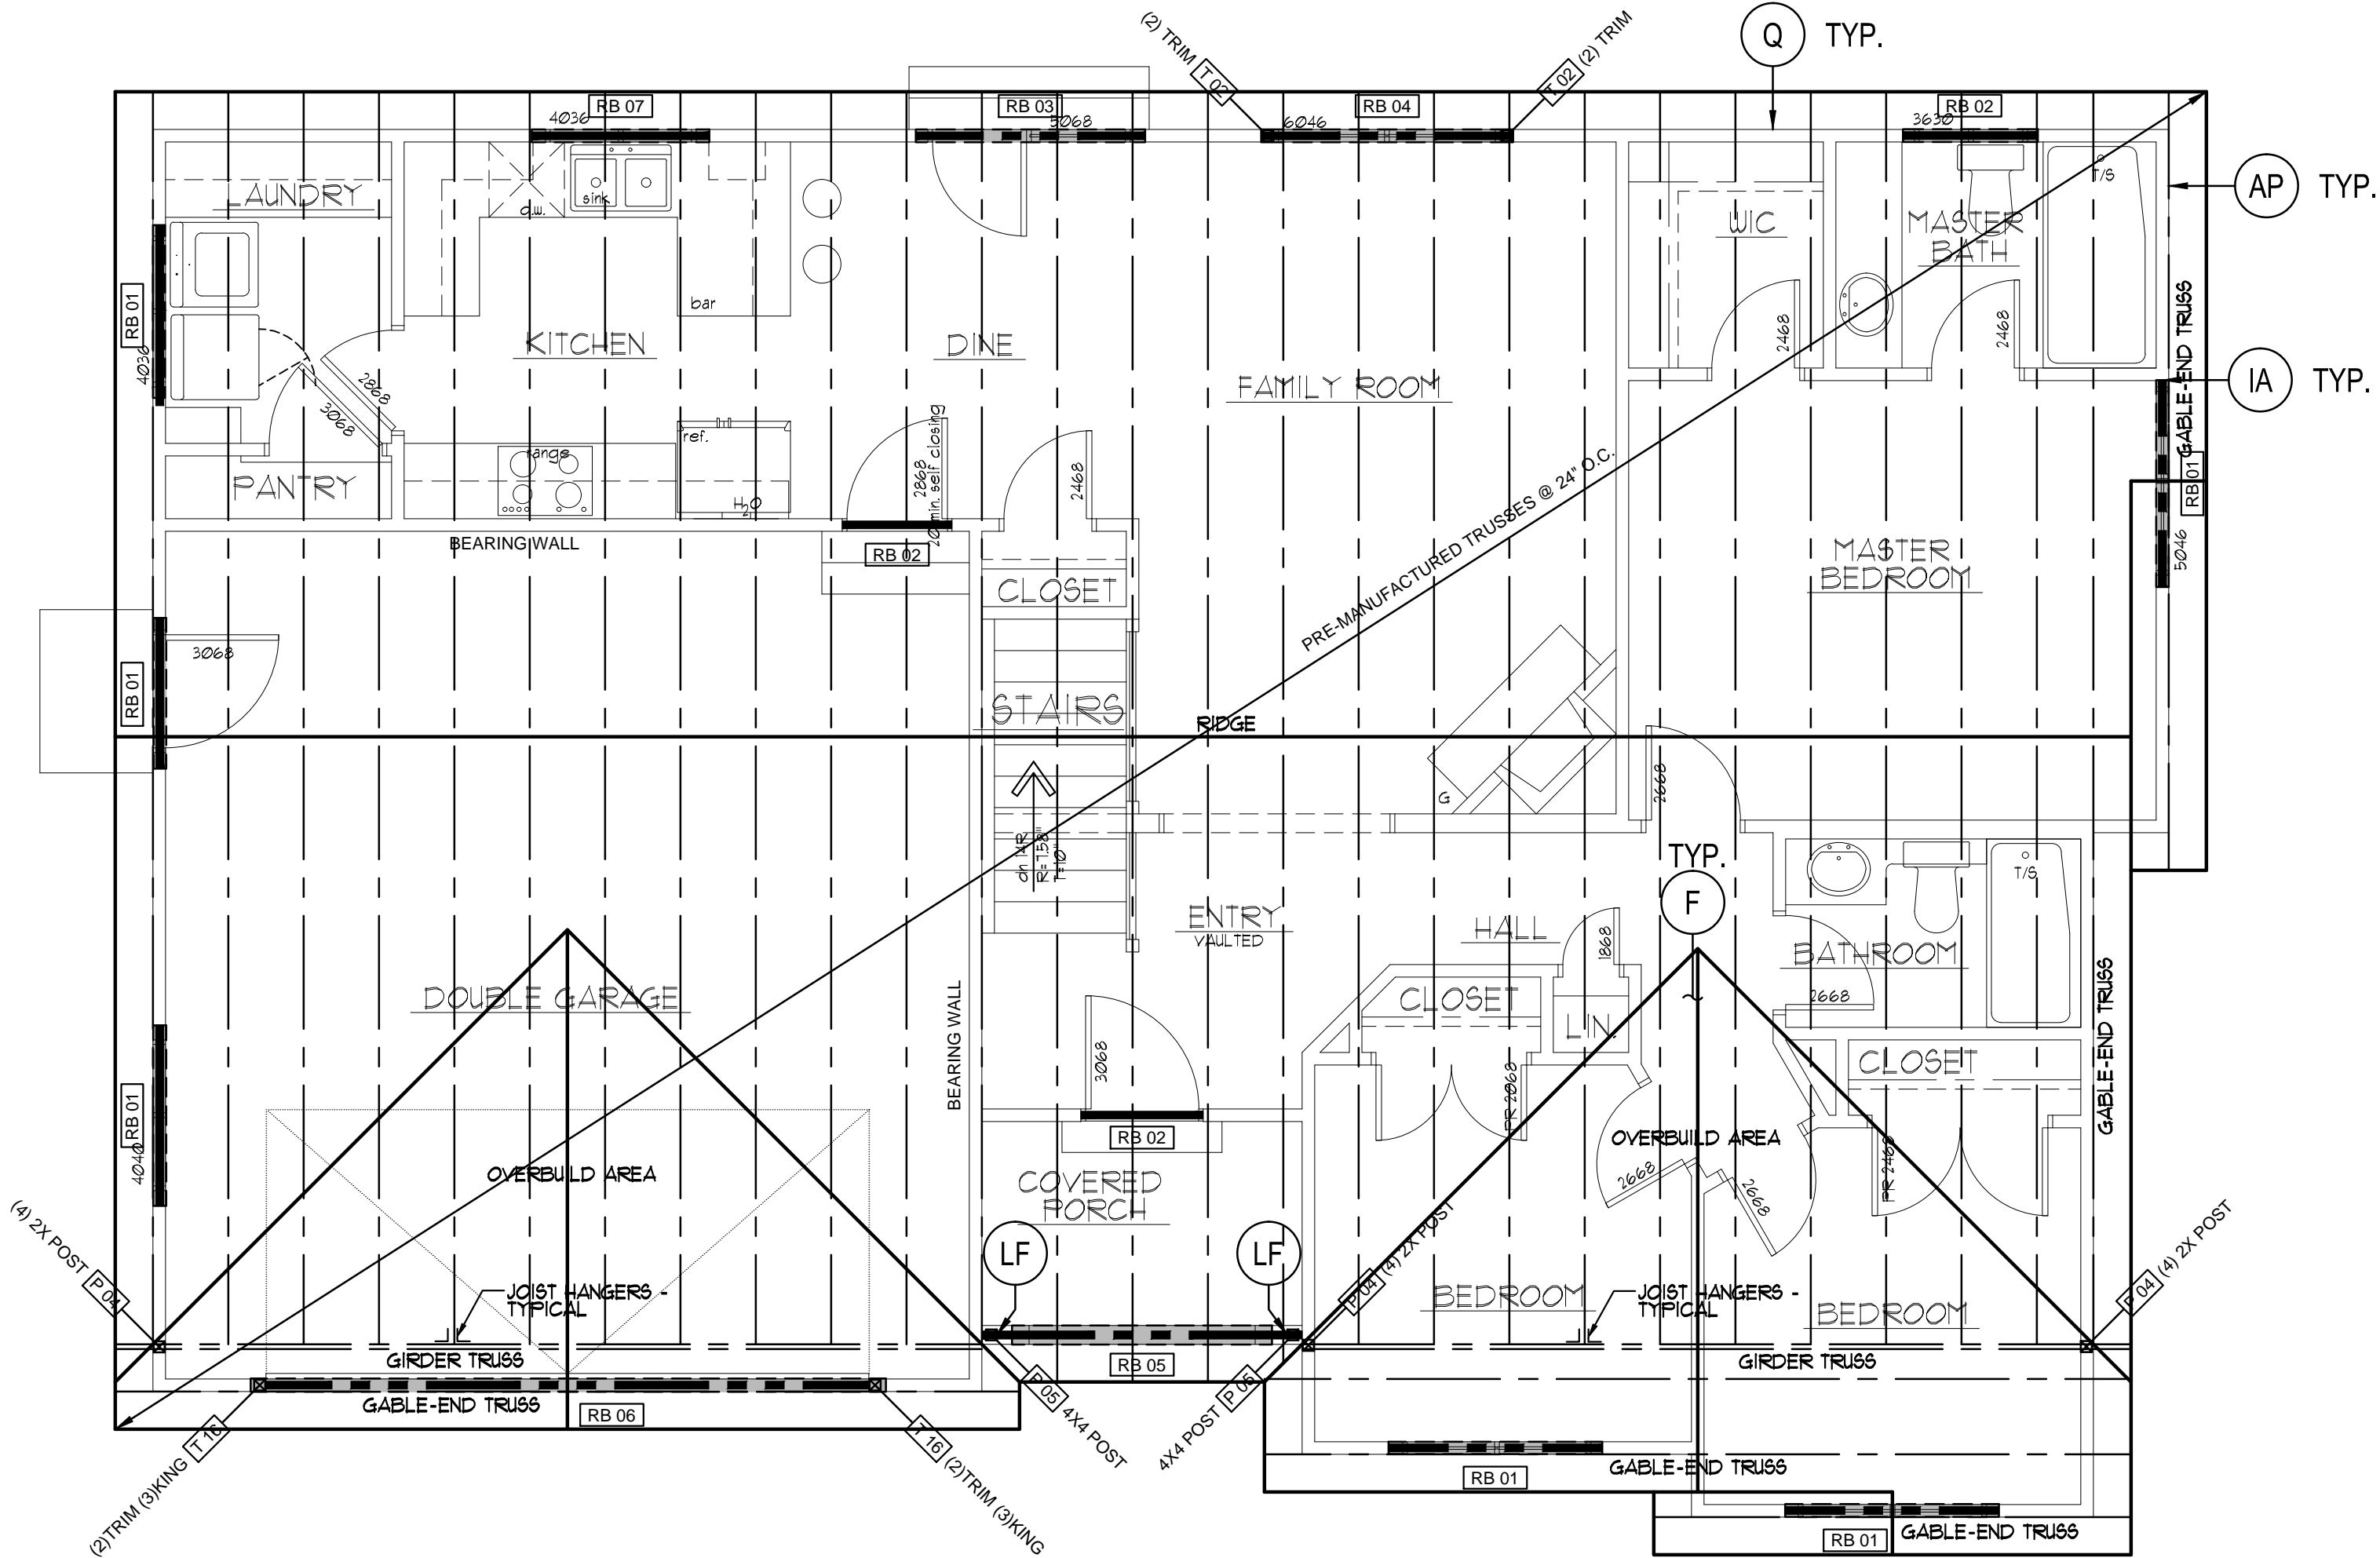 (2) TRIM
T 02
T 02
(2) TRIM
Q
TYP.
RB 07
4036
RB 03
5068
RB 04
6046
RB 02
3630
AP
TYP.
LAUNDRY
d.w.
sink
T/S
WIC
MASTER
BATH
RB 01
4036
bar
KITCHEN
DINE
FAMILY ROOM
2468
2468
GABLE-END TRUSS
IA
TYP.
2868
3068
ref.
range
PANTRY
H2O
2868
20 min. self closing
2468
PRE-MANUFACTURED TRUSSES @ 24" O.C.
RB 01
5046
BEARING WALL
RB 02
CLOSET
MASTER
BEDROOM
3068
RB 01
STAIRS
RIDGE
2668
G
dn 14R
R=7.58"
T=10"
TYP.
F
T/S
ENTRY
VAULTED
HALL
1868
BATHROOM
DOUBLE GARAGE
CLOSET
LIN.
2668
GABLE-END TRUSS
BEARING WALL
3068
PR 2068
CLOSET
RB 01
4040
RB 02
OVERBUILD AREA
OVERBUILD AREA
PR 2468
2668
2668
COVERED
PORCH
(4) 2X POST
P 04
LF
LF
P 04
(4) 2X POST
P 04
(4) 2X POST
JOIST HANGERS -
TYPICAL
BEDROOM
JOIST HANGERS -
TYPICAL
BEDROOM
GIRDER TRUSS
RB 05
GIRDER TRUSS
GABLE-END TRUSS
RB 06
P 05
4X4 POST
4X4 POST
P 05
(2)TRIM (3)KING
T 16
T 16
(2)TRIM (3)KING
RB 01
GABLE-END TRUSS
RB 01
GABLE-END TRUSS